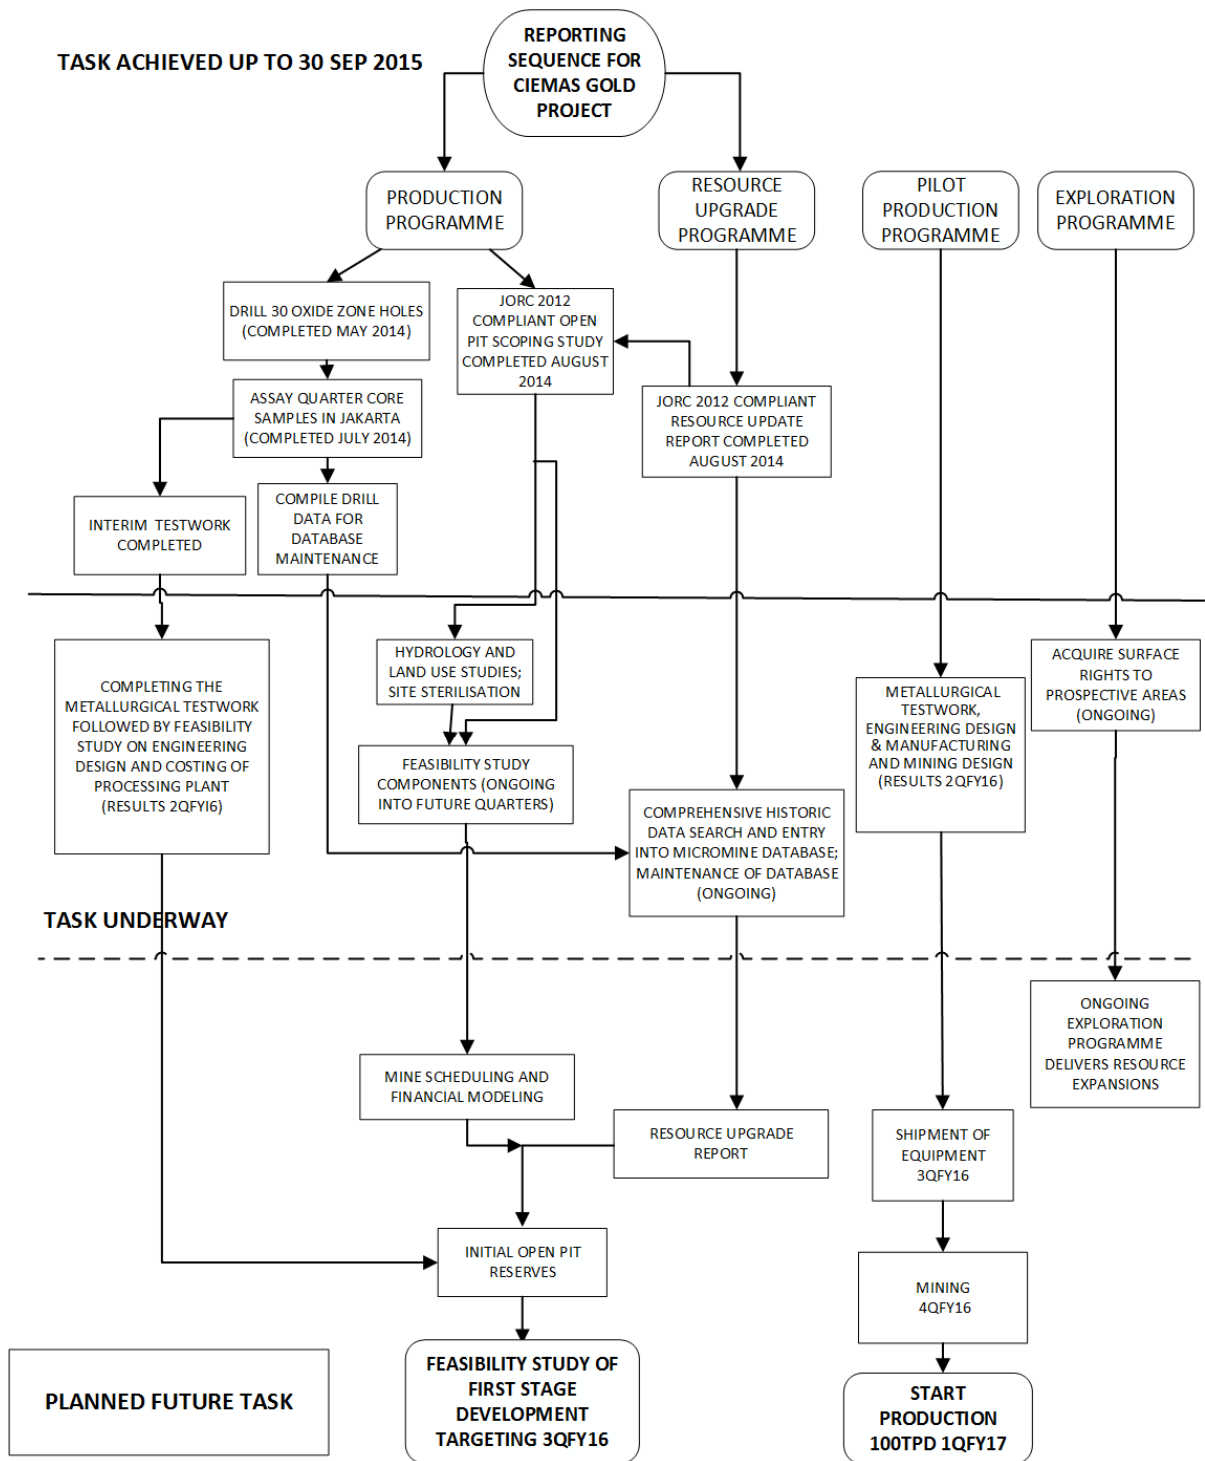 REPORTING
SEQUENCE FOR
CIEMAS GOLD
PROJECT
TASK ACHIEVED UP TO 30 SEP 2015
PRODUCTION
PROGRAMME
RESOURCE
UPGRADE
PROGRAMME
PILOT
PRODUCTION
PROGRAMME
EXPLORATION
PROGRAMME
DRILL 30 OXIDE ZONE HOLES
(COMPLETED MAY 2014)
JORC 2012
COMPLIANT OPEN
PIT SCOPING STUDY
COMPLETED AUGUST
2014
ASSAY QUARTER CORE
SAMPLES IN JAKARTA
(COMPLETED JULY 2014)
JORC 2012 COMPLIANT
RESOURCE UPDATE
REPORT COMPLETED
AUGUST 2014
INTERIM TESTWORK
COMPLETED
COMPILE DRILL
DATA FOR
DATABASE
MAINTENANCE
COMPLETING THE
METALLURGICAL TESTWORK
FOLLOWED BY FEASIBILITY
STUDY ON ENGINEERING
DESIGN AND COSTING OF
PROCESSING PLANT
(RESULTS 2QFYI6)
HYDROLOGY AND
LAND USE STUDIES;
SITE STERILISATION
FEASIBILITY STUDY
COMPONENTS (ONGOING
INTO FUTURE QUARTERS)
COMPREHENSIVE HISTORIC
DATA SEARCH AND ENTRY
INTO MICROMINE DATABASE;
MAINTENANCE OF DATABASE
(ONGOING)
METALLURGICAL
TESTWORK,
ENGINEERING DESIGN
& MANUFACTURING
AND MINING DESIGN
(RESULTS 2QFY16)
ACQUIRE SURFACE
RIGHTS TO
PROSPECTIVE AREAS
(ONGOING)
TASK UNDERWAY
ONGOING
EXPLORATION
PROGRAMME
DELIVERS RESOURCE
EXPANSIONS
MINE SCHEDULING AND
FINANCIAL MODELING
RESOURCE UPGRADE
REPORT
SHIPMENT OF
EQUIPMENT
3QFY16
INITIAL OPEN PIT
RESERVES
MINING
4QFY16
PLANNED FUTURE TASK
FEASIBILITY STUDY OF
FIRST STAGE
DEVELOPMENT
TARGETING 3QFY16
START
PRODUCTION
100TPD 1QFY17